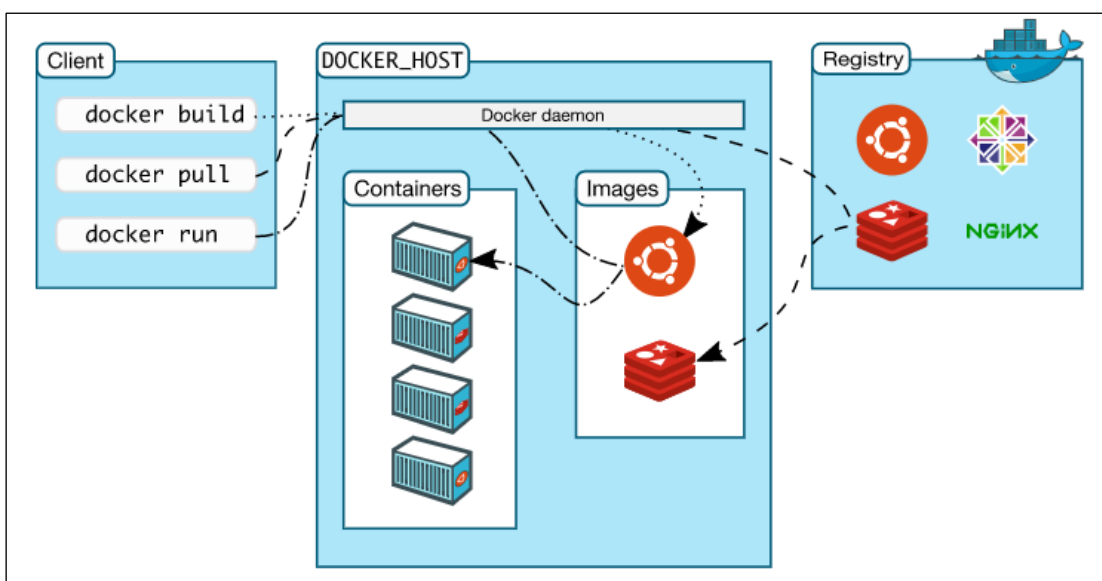 Client
docker build
docker pull
docker run
DOCKER_HOST
Docker daemon
Containers
Images
Registry
NGiNX